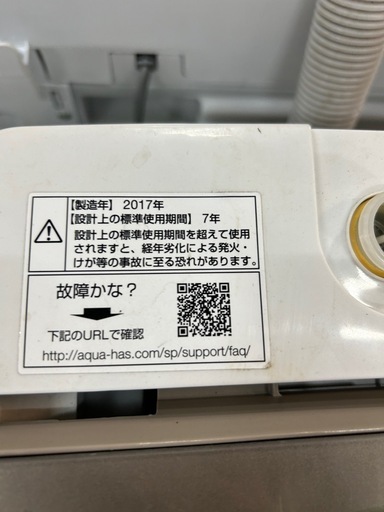 【製造年】 2017年
【設計上の標準使用期間】 7年
設計上の標準使用期間を超えて使用
されますと、経年劣化による発火・
けが等の事故に至る恐れがあります。
故障かな？
下記のURLで確認
http://aqua-has.com/sp/support/faq/